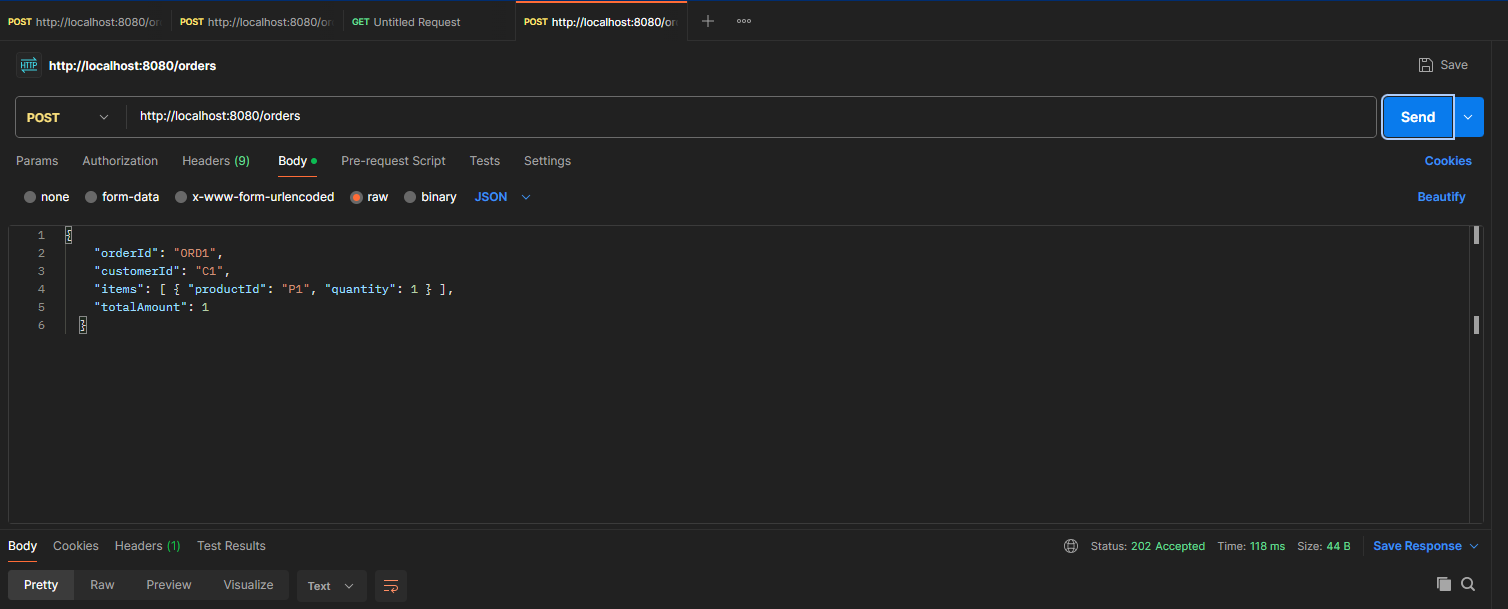 POST http://localhost:8080/or POST http://localhost:8080/or GET Untitled Request POST http://localhost:8080/or
HTTP http://localhost:8080/orders Save
POST http://localhost:8080/orders Send
Params Authorization Headers (9) Body Pre-request Script Tests Settings Cookies
none form-data x-www-form-urlencoded raw binary JSON Beautify
1 {
2 "orderId": "ORD1",
3 "customerId": "C1",
4 "items": [ { "productId": "P1", "quantity": 1 } ],
5 "totalAmount": 1
6 }
Body Cookies Headers (1) Test Results Status: 202 Accepted Time: 118 ms Size: 44 B Save Response
Pretty Raw Preview Visualize Text